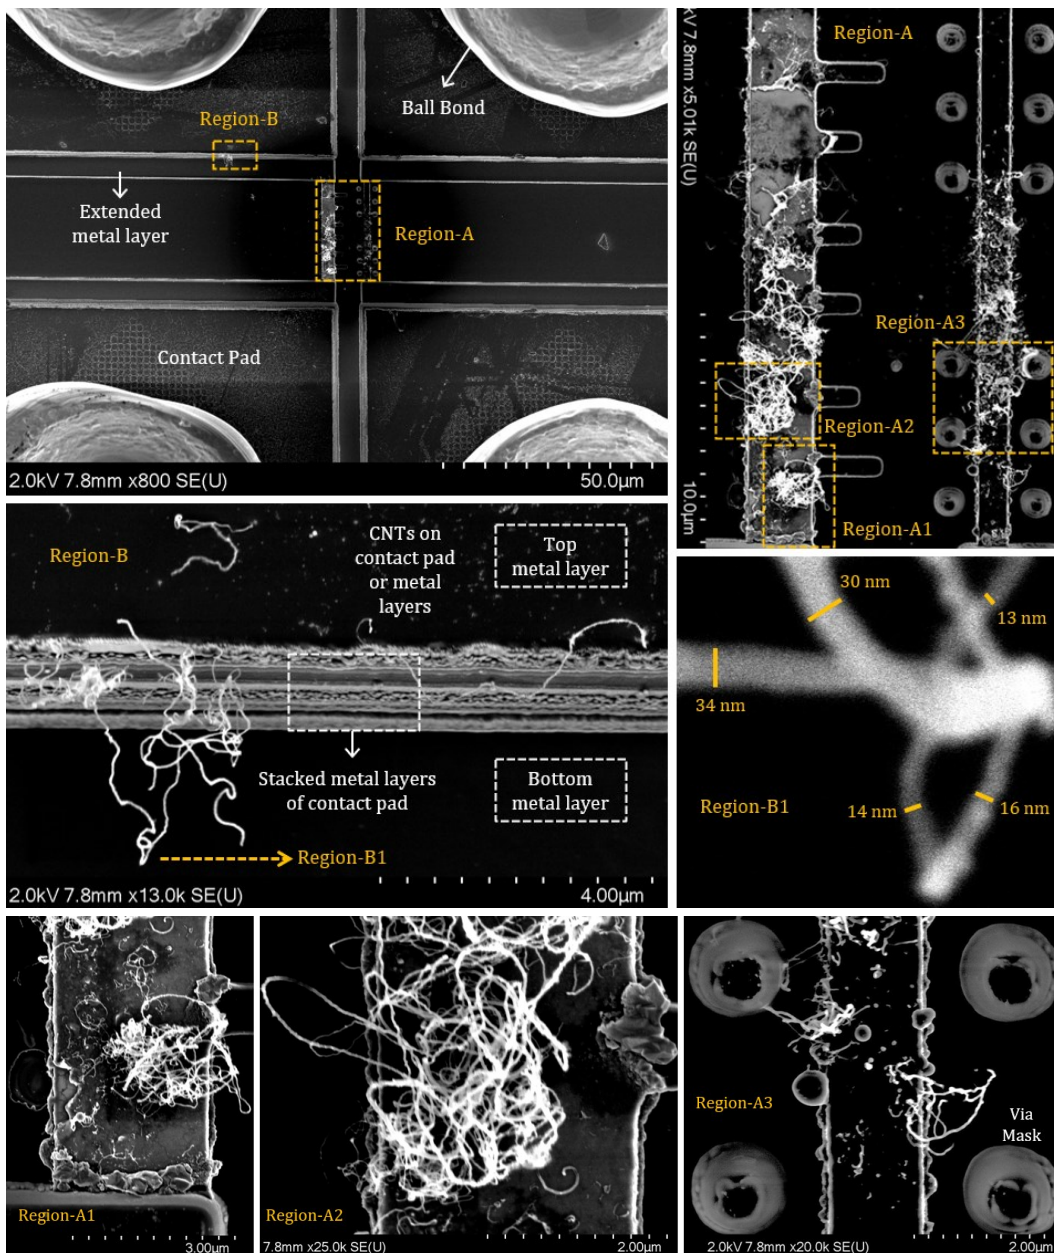 Region-B
Ball Bond
Extended
metal layer
Region-A
Contact Pad
2.0kV 7.8mm x800 SE(U)
50.0µm
kV 7.8mm x5.01k SE(U)
10.0µm
Region-A
Region-A3
Region-A2
Region-A1
Region-B
CNTs on
contact pad
or metal
layers
Top
metal layer
Stacked metal layers
of contact pad
Bottom
metal layer
Region-B1
2.0kV 7.8mm x13.0k SE(U)
4.00µm
30 nm
13 nm
34 nm
Region-B1
14 nm
16 nm
Region-A1
3.00µm
Region-A2
7.8mm x25.0k SE(U)
2.00µm
Region-A3
Via
Mask
2.0kV 7.8mm x20.0k SE(U)
2.00µm